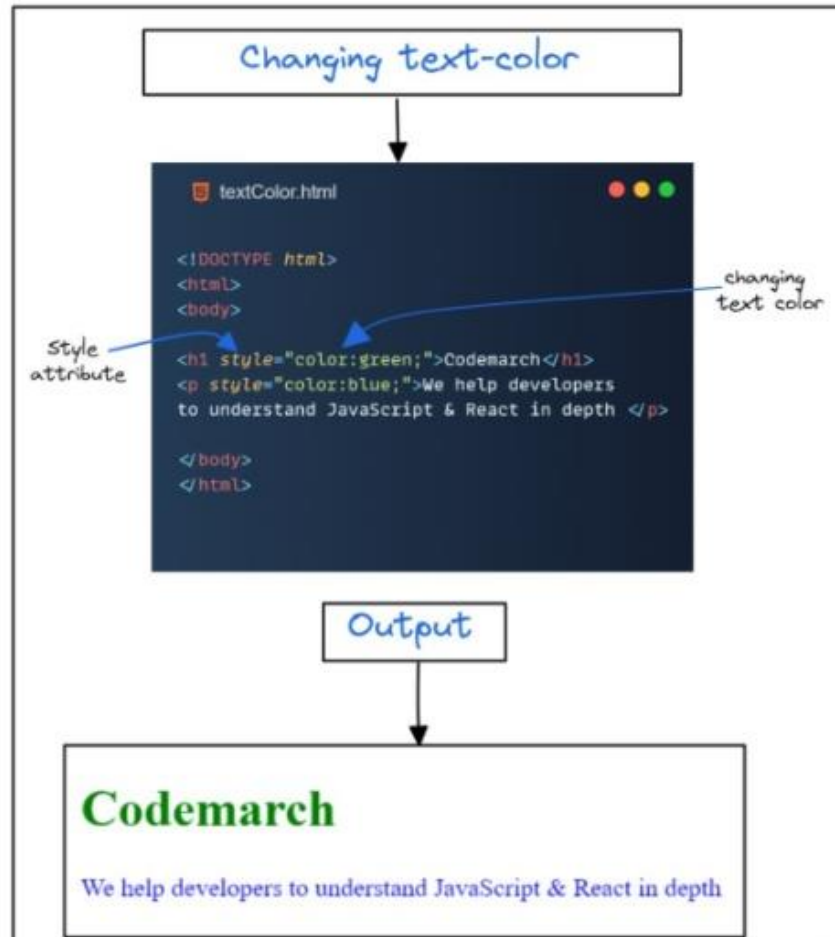 Changing text-color
textColor.html
<!DOCTYPE html>
<html>
<body>
changing
text color
Style
attribute
<h1 style="color:green;">Codemarch</h1>
<p style="color:blue;">We help developers
to understand JavaScript & React in depth </p>
</body>
</html>
Output
Codemarch
We help developers to understand JavaScript & React in depth